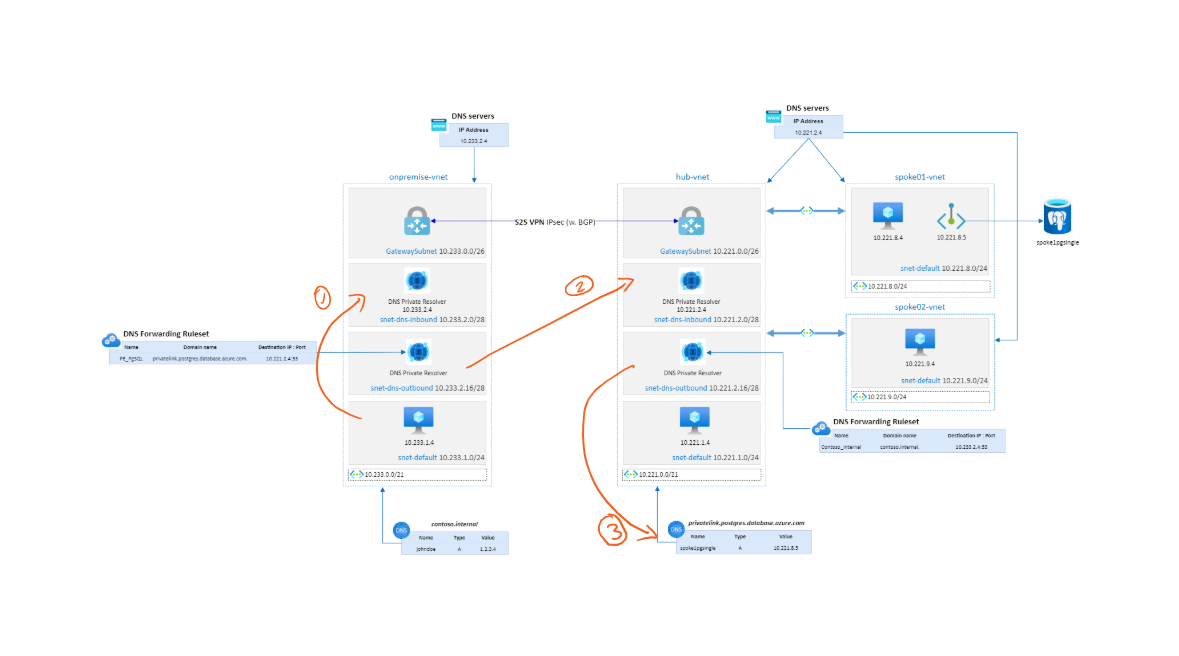 DNS servers
IP Address
10.233.2.4
DNS servers
IP Address
10.221.2.4
onpremise-vnet
GatewaySubnet 10.233.0.0/26
DNS Private Resolver
10.233.2.4
snet-dns-inbound 10.233.2.0/28
DNS Private Resolver
snet-dns-outbound 10.233.2.16/28
10.233.1.4
snet-default 10.233.1.0/24
10.233.0.0/21
S2S VPN IPsec (w. BGP)
hub-vnet
GatewaySubnet 10.221.0.0/26
DNS Private Resolver
10.221.2.4
snet-dns-inbound 10.221.2.0/28
DNS Private Resolver
snet-dns-outbound 10.221.2.16/28
10.221.1.4
snet-default 10.221.1.0/24
10.221.0.0/21
spoke01-vnet
10.221.8.4
10.221.8.5
snet-default 10.221.8.0/24
10.221.8.0/24
spoke1pgsingle
spoke02-vnet
10.221.9.4
snet-default 10.221.9.0/24
10.221.9.0/24
DNS Forwarding Ruleset
Name Domain name Destination IP : Port
PE_PgSQL privatelink.postgres.database.azure.com. 10.221.2.4:53
DNS Forwarding Ruleset
Name Domain name Destination IP : Port
Contoso_Internal contoso.internal. 10.233.2.4:53
DNS
contoso.internal
Name Type Value
johndoe A 1.2.3.4
DNS
privatelink.postgres.database.azure.com
Name Type Value
spoke1pgsingle A 10.221.8.5
1
2
3
WWW
WWW